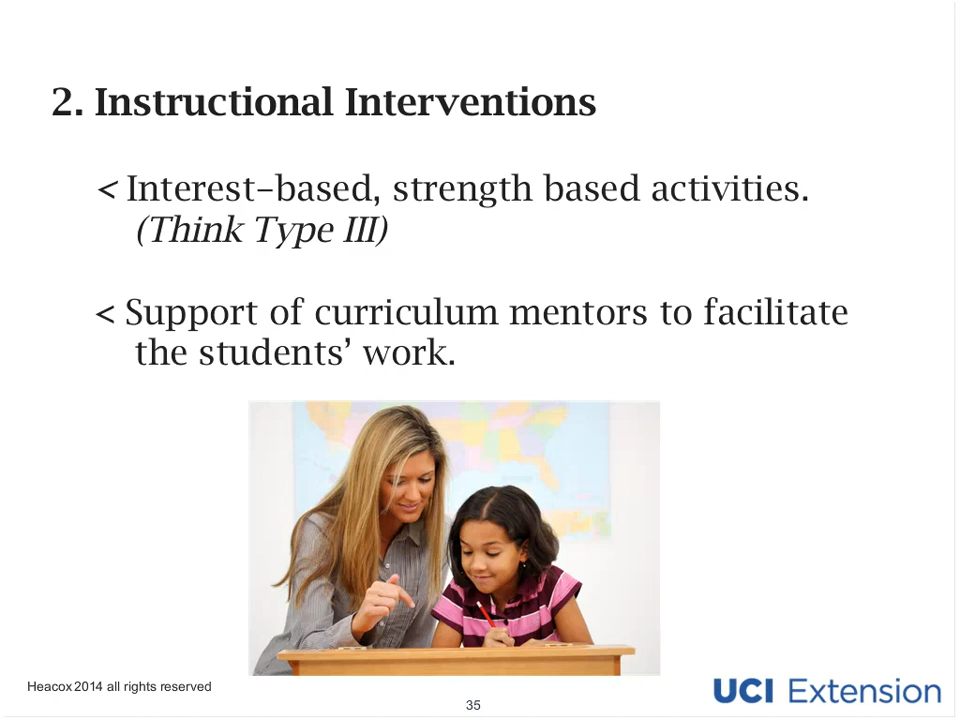 2. Instructional Interventions
< Interest-based, strength based activities.
(Think Type III)
< Support of curriculum mentors to facilitate
the students’ work.
Heacox 2014 all rights reserved
35
UCI Extension